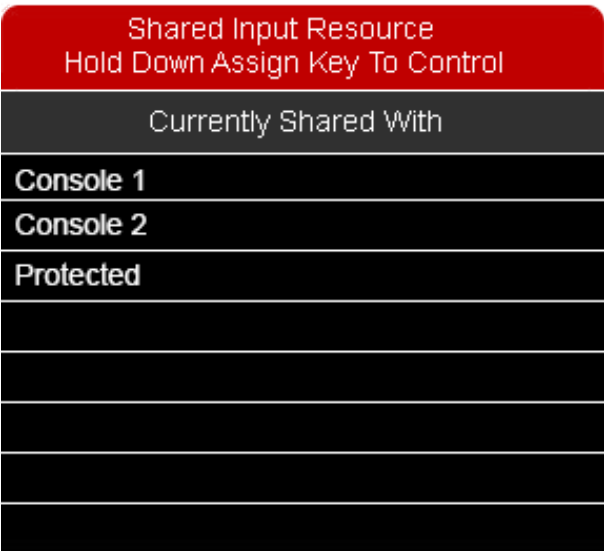 Shared Input Resource
Hold Down Assign Key To Control
Currently Shared With
Console 1
Console 2
Protected